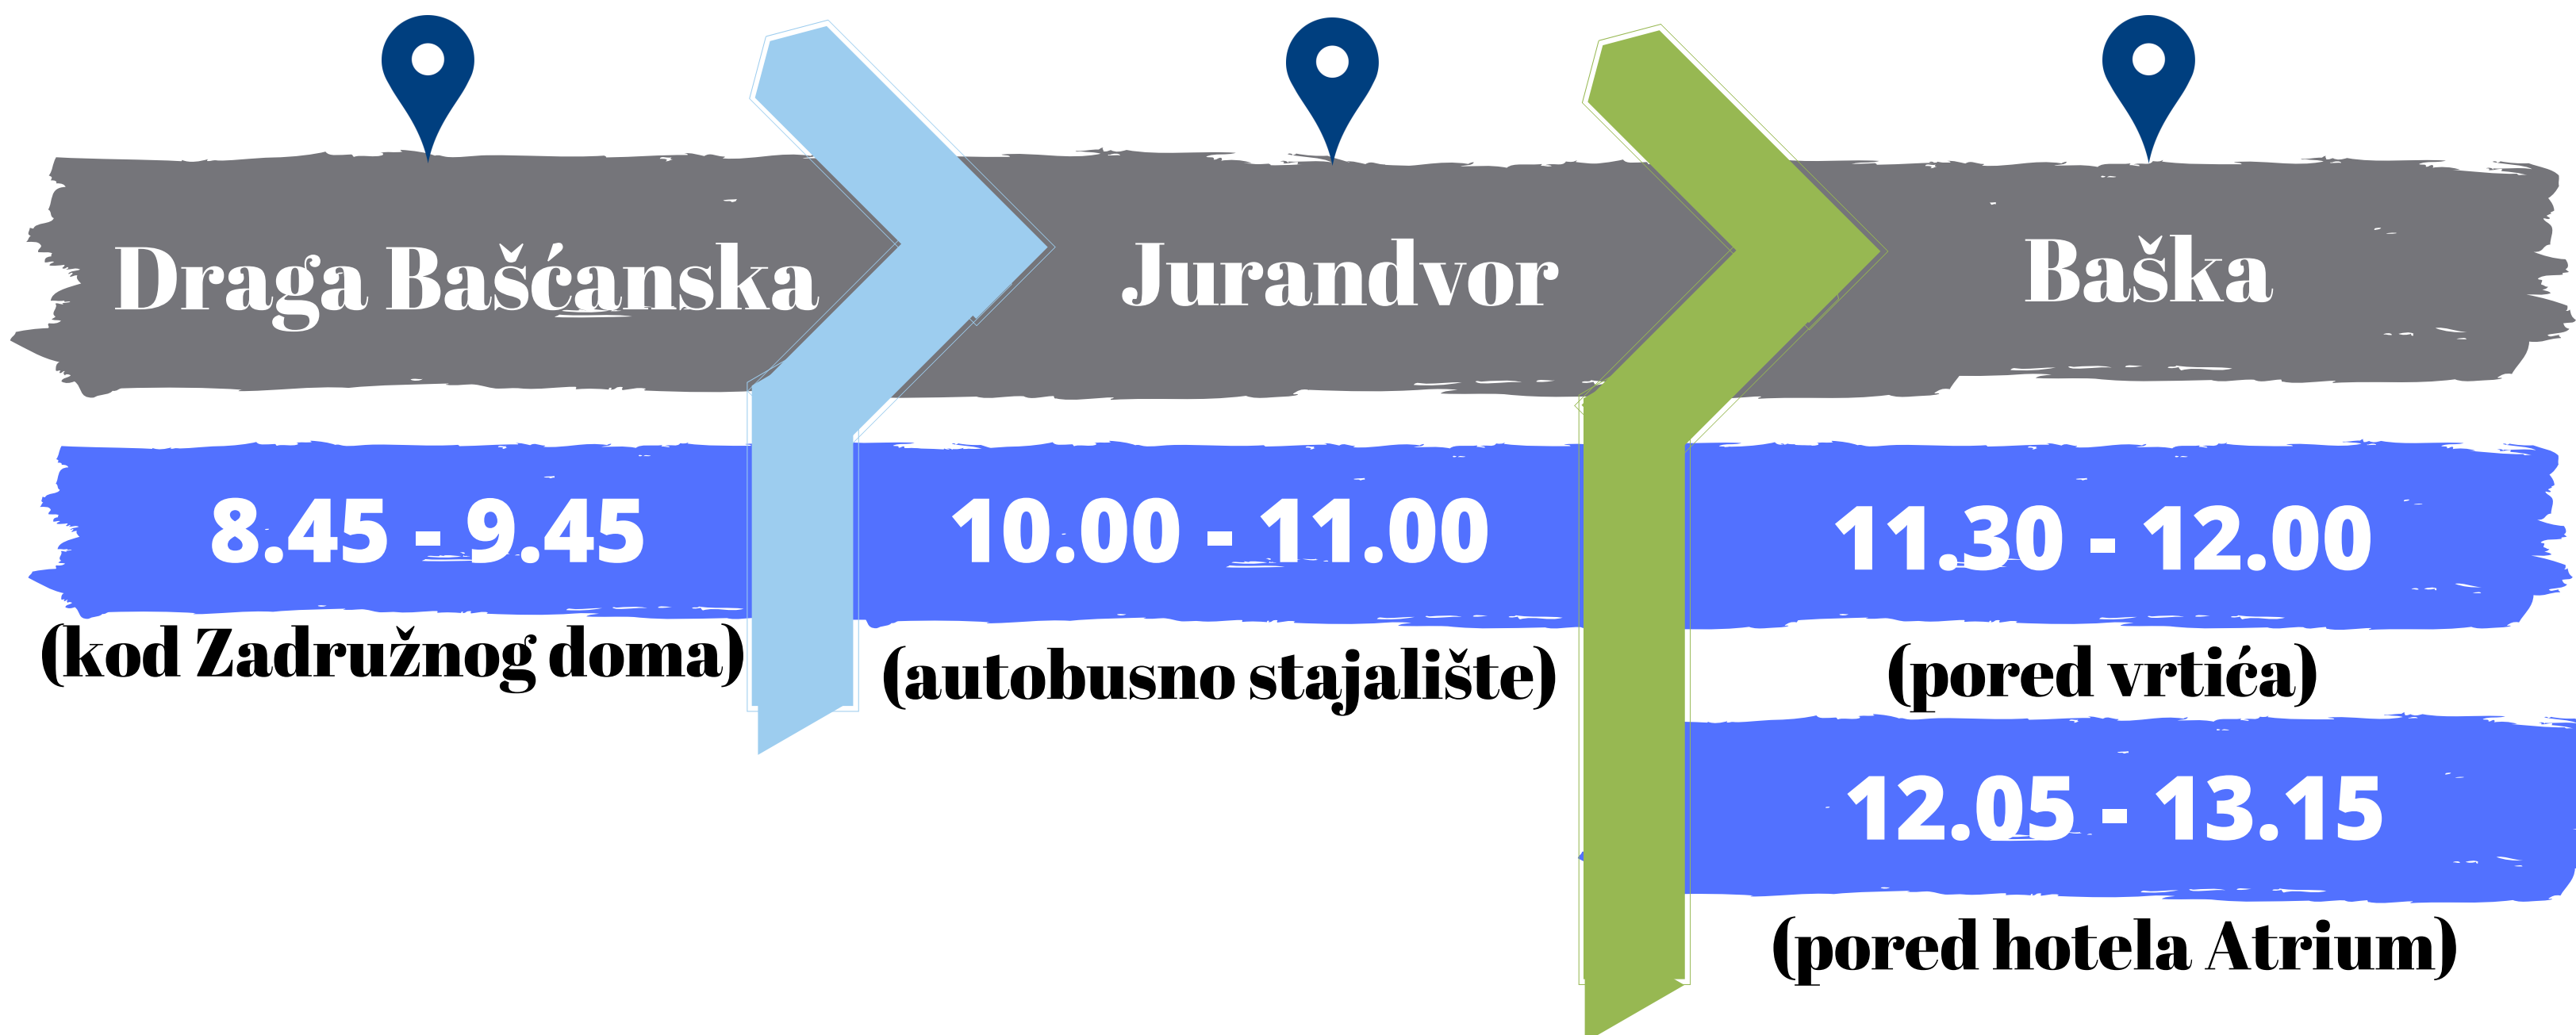 Draga Bašćanska
Jurandvor
Baška
8.45 - 9.45
10.00 - 11.00
11.30 - 12.00
(kod Zadružnog doma)
(autobusno stajalište)
(pored vrtića)
12.05 - 13.15
(pored hotela Atrium)